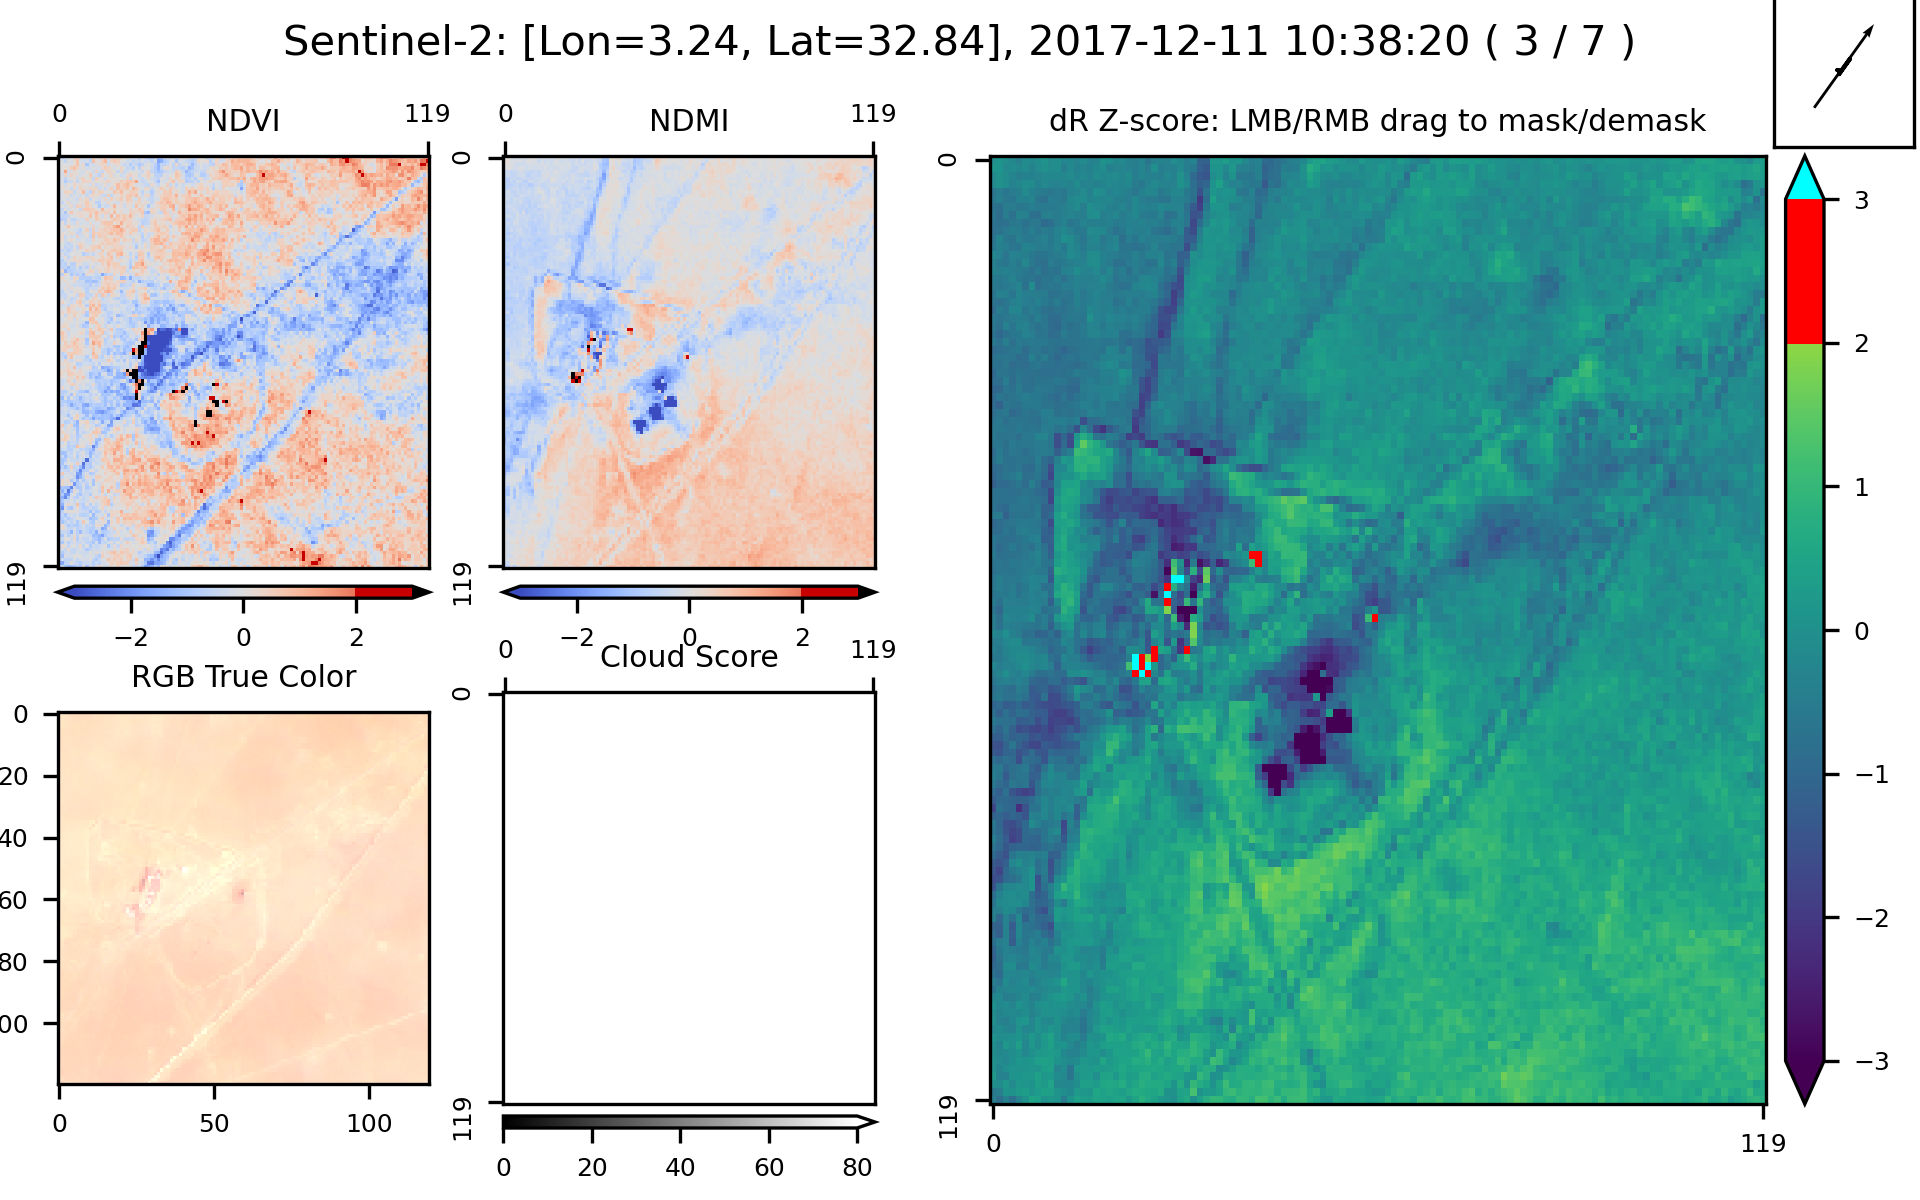 Sentinel-2: [Lon=3.24, Lat=32.84], 2017-12-11 10:38:20 ( 3 / 7 )
NDVI
0 119
0
119
−2 0 2
NDMI
0 119
0
119
−2 0 2
dR Z-score: LMB/RMB drag to mask/demask
0
119
0 119
3
2
1
0
−1
−2
−3
RGB True Color
0
20
40
60
80
00
0 50 100
Cloud Score
0 119
0
119
0 20 40 60 80